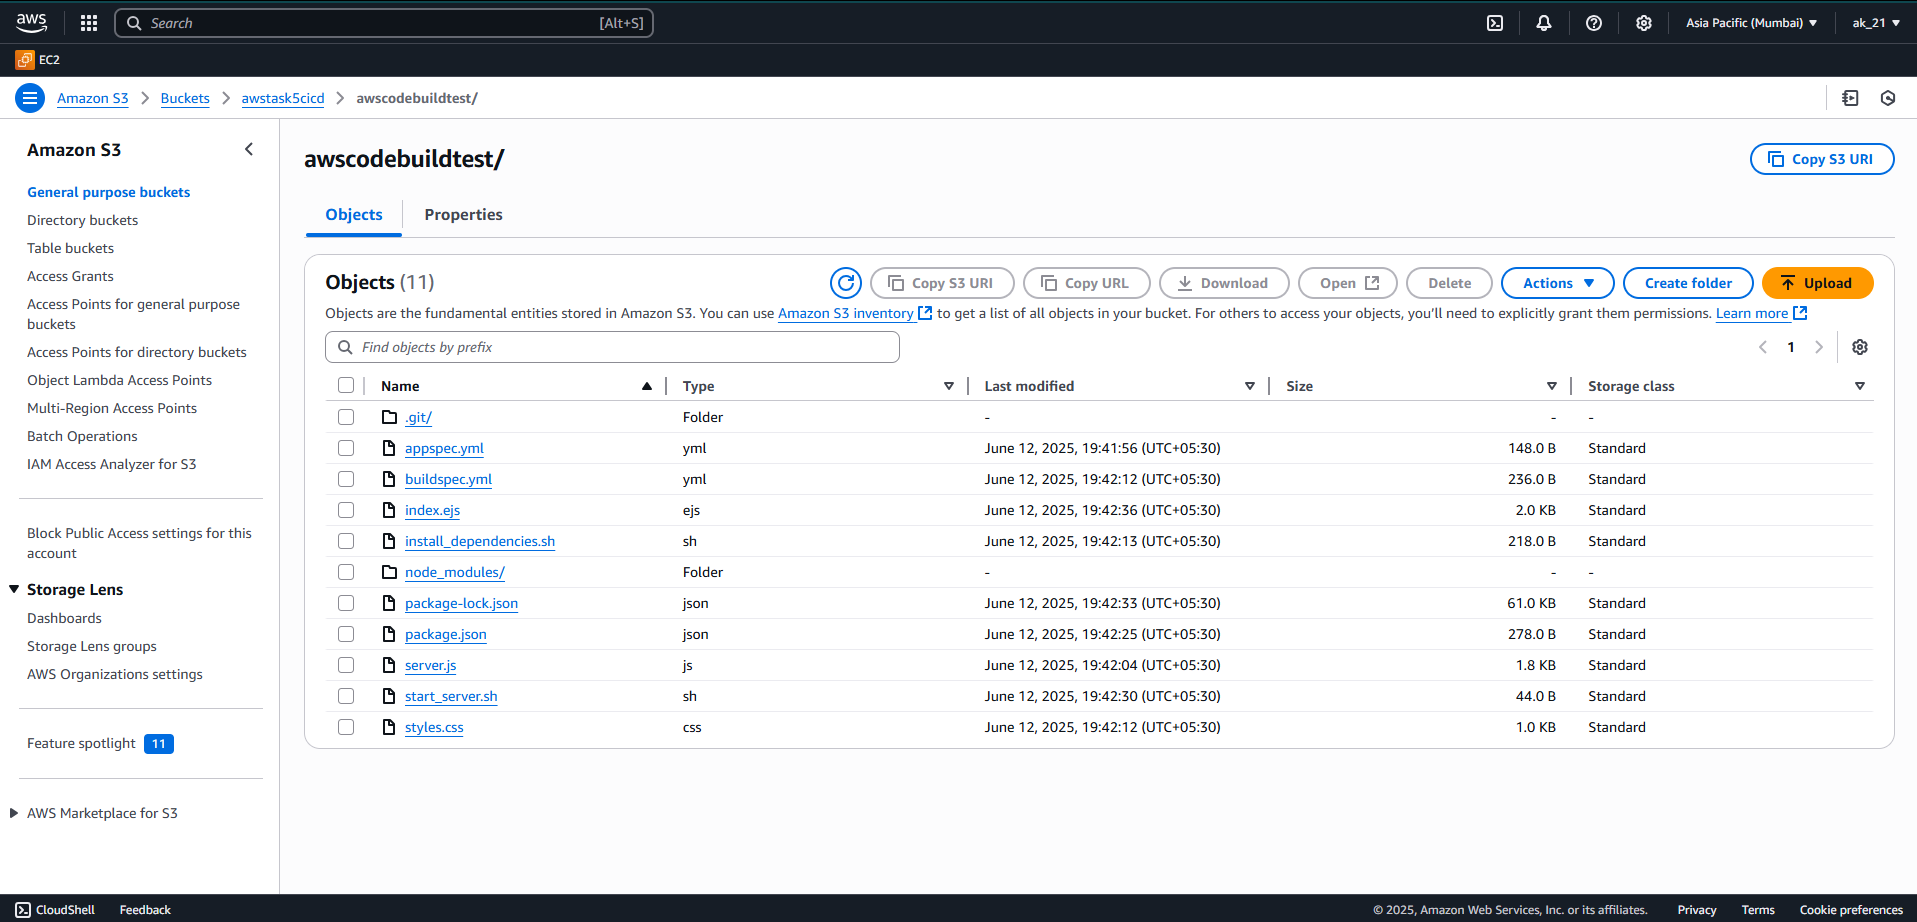 aws
Search [Alt+S]
Asia Pacific (Mumbai)
ak_21
EC2
Amazon S3 Buckets awstask5cicd awscodebuildtest/
Amazon S3
General purpose buckets
Directory buckets
Table buckets
Access Grants
Access Points for general purpose
buckets
Access Points for directory buckets
Object Lambda Access Points
Multi-Region Access Points
Batch Operations
IAM Access Analyzer for S3
Block Public Access settings for this
account
Storage Lens
Dashboards
Storage Lens groups
AWS Organizations settings
Feature spotlight 11
AWS Marketplace for S3
awscodebuildtest/
Copy S3 URI
Objects Properties
Objects (11)
Copy S3 URI Copy URL Download Open Delete Actions Create folder Upload
Objects are the fundamental entities stored in Amazon S3. You can use Amazon S3 inventory to get a list of all objects in your bucket. For others to access your objects, you'll need to explicitly grant them permissions. Learn more
Find objects by prefix
1
Name Type Last modified Size Storage class
.git/ Folder - - -
appspec.yml yml June 12, 2025, 19:41:56 (UTC+05:30) 148.0 B Standard
buildspec.yml yml June 12, 2025, 19:42:12 (UTC+05:30) 236.0 B Standard
index.ejs ejs June 12, 2025, 19:42:36 (UTC+05:30) 2.0 KB Standard
install_dependencies.sh sh June 12, 2025, 19:42:13 (UTC+05:30) 218.0 B Standard
node_modules/ Folder - - -
package-lock.json json June 12, 2025, 19:42:33 (UTC+05:30) 61.0 KB Standard
package.json json June 12, 2025, 19:42:25 (UTC+05:30) 278.0 B Standard
server.js js June 12, 2025, 19:42:04 (UTC+05:30) 1.8 KB Standard
start_server.sh sh June 12, 2025, 19:42:30 (UTC+05:30) 44.0 B Standard
styles.css css June 12, 2025, 19:42:12 (UTC+05:30) 1.0 KB Standard
CloudShell Feedback
© 2025, Amazon Web Services, Inc. or its affiliates. Privacy Terms Cookie preferences